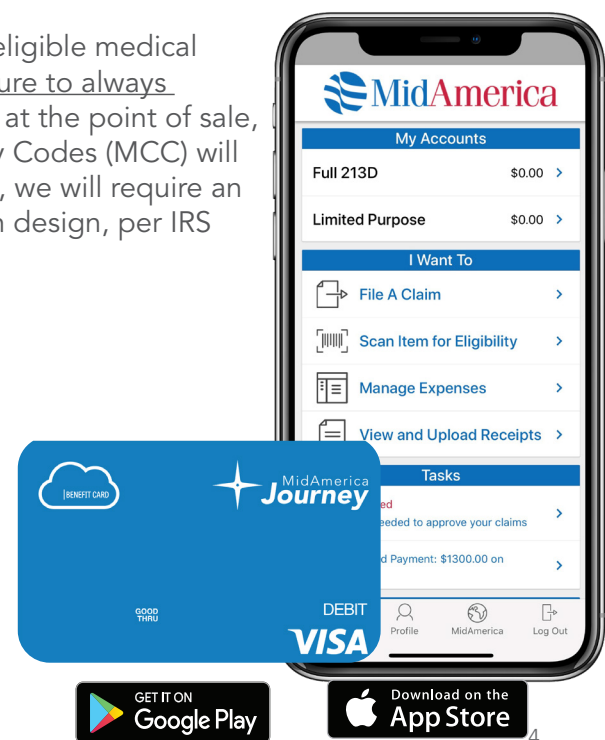 eligible medical
ure to always
at the point of sale,
y Codes (MCC) will
, we will require an
n design, per IRS
MidAmerica
My Accounts
Full 213D $0.00
Limited Purpose $0.00
I Want To
File A Claim
Scan Item for Eligibility
Manage Expenses
View and Upload Receipts
Tasks
ed
eeded to approve your claims
d Payment: $1300.00 on
Profile MidAmerica Log Out
BENEFIT CARD
MidAmerica
Journey
GOOD
THRU
DEBIT
VISA
GET IT ON
Google Play
Download on the
App Store
4